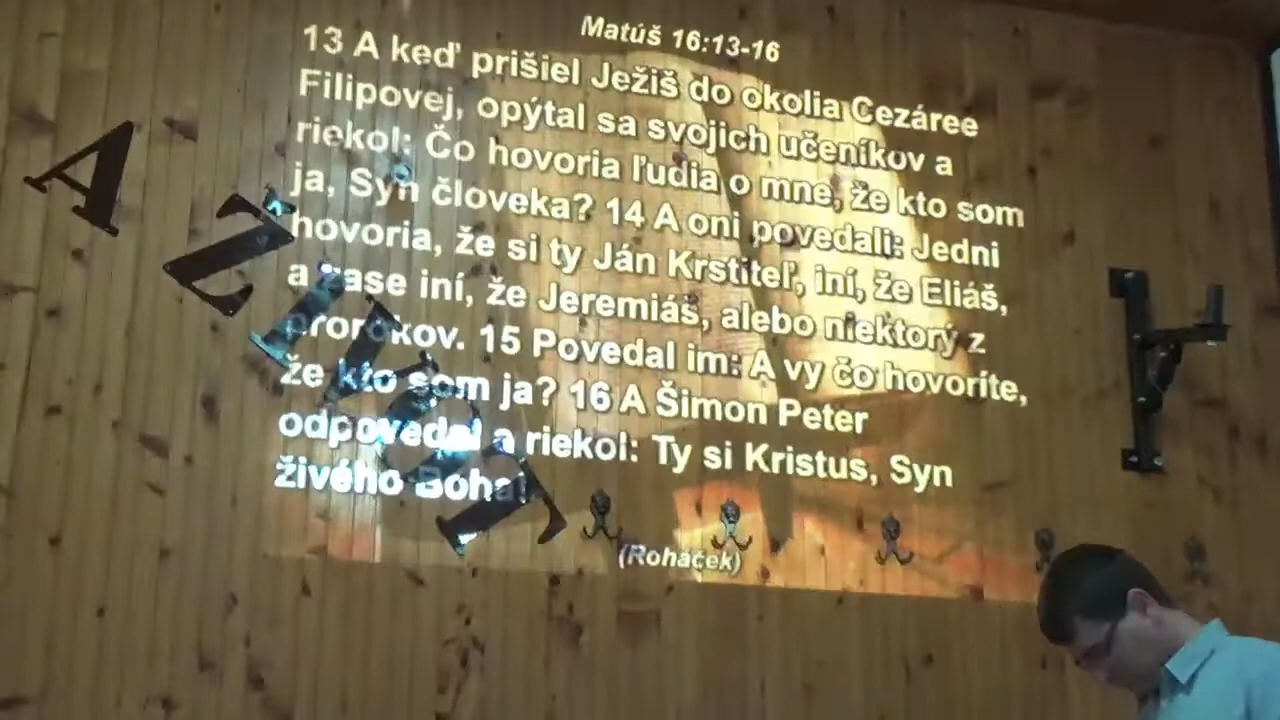 Matúš 16:13-16
13 A keď prišiel Ježiš do okolia Cezáree
Filipovej, opýtal sa svojich učeníkov a
riekol: Čo hovoria ľudia o mne, že kto som
ja, Syn človeka? 14 A oni povedali: Jedni
hovoria, že si ty Ján Krstiteľ, iní, že Eliáš,
a zase iní, že Jeremiáš, alebo niektorý z
prorokov. 15 Povedal im: A vy čo hovoríte,
že kto som ja? 16 A Šimon Peter
odpovedal a riekol: Ty si Kristus, Syn
živého Boha!
(Roháček)
A ŽIVOT